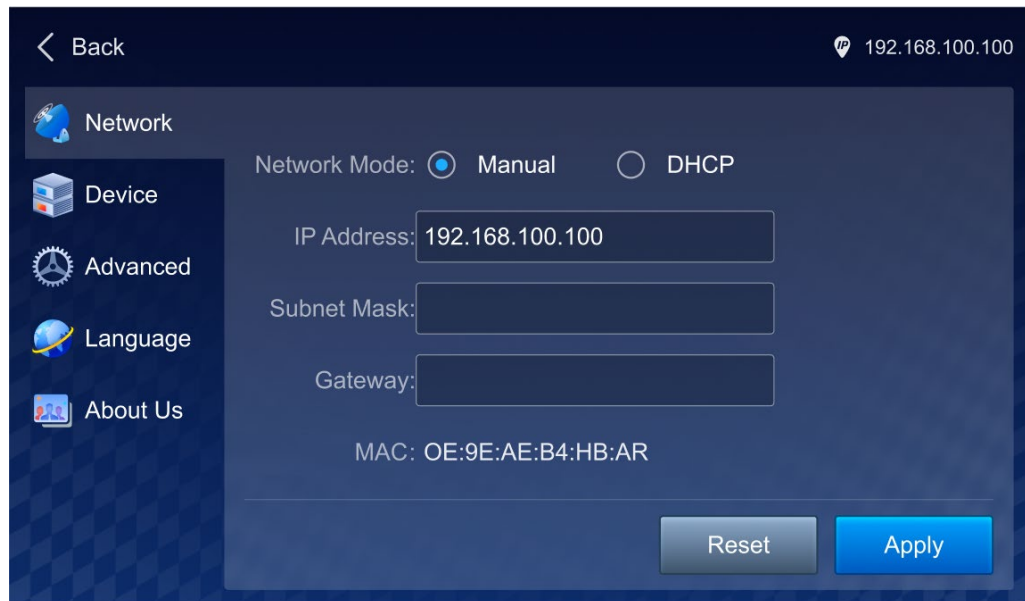 Back
IP 192.168.100.100
Network
Device
Advanced
Language
About Us
Network Mode: Manual DHCP
IP Address: 192.168.100.100
Subnet Mask:
Gateway:
MAC: OE:9E:AE:B4:HB:AR
Reset Apply